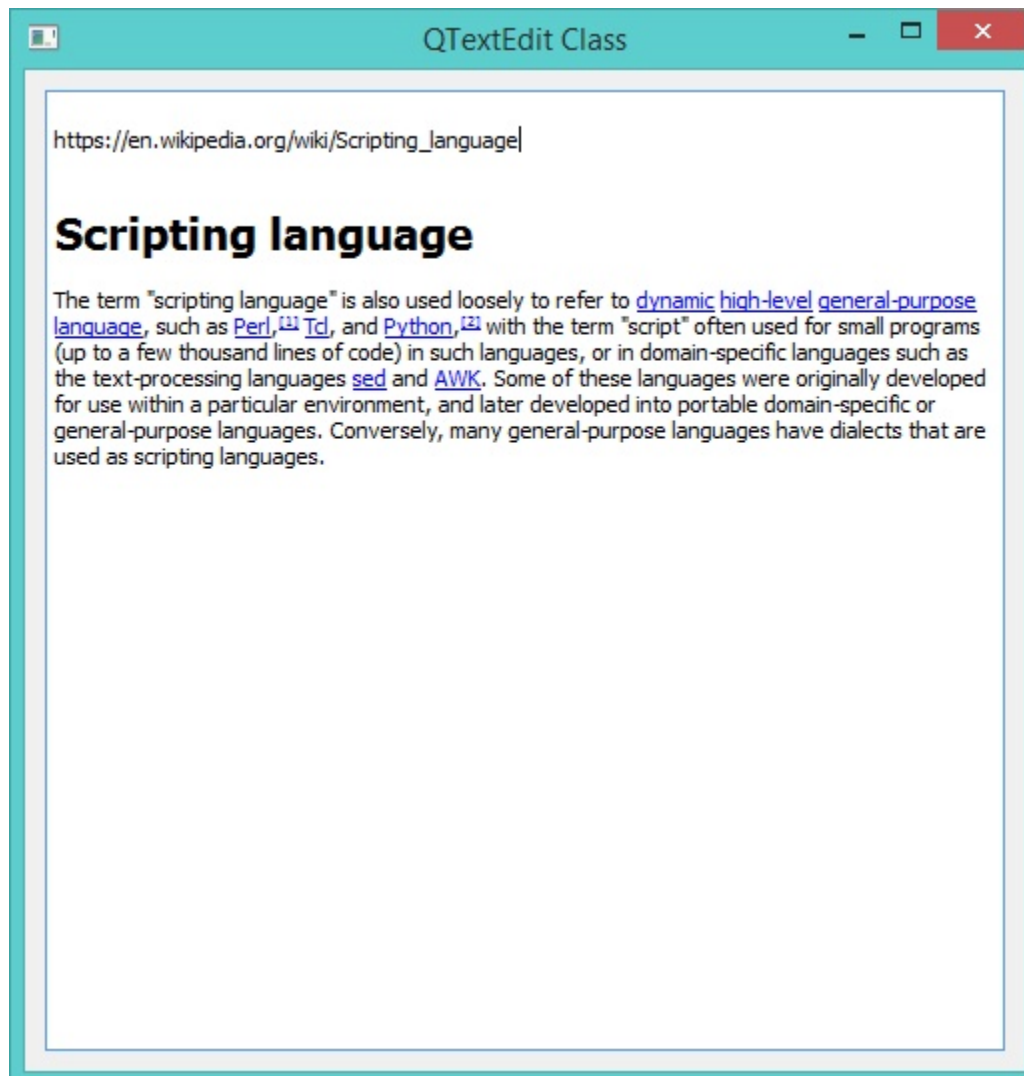 QTextEdit Class
https://en.wikipedia.org/wiki/Scripting_language
Scripting language
The term "scripting language" is also used loosely to refer to dynamic high-level general-purpose
language, such as Perl,[1] Tcl, and Python,[2] with the term "script" often used for small programs
(up to a few thousand lines of code) in such languages, or in domain-specific languages such as
the text-processing languages sed and AWK. Some of these languages were originally developed
for use within a particular environment, and later developed into portable domain-specific or
general-purpose languages. Conversely, many general-purpose languages have dialects that are
used as scripting languages.